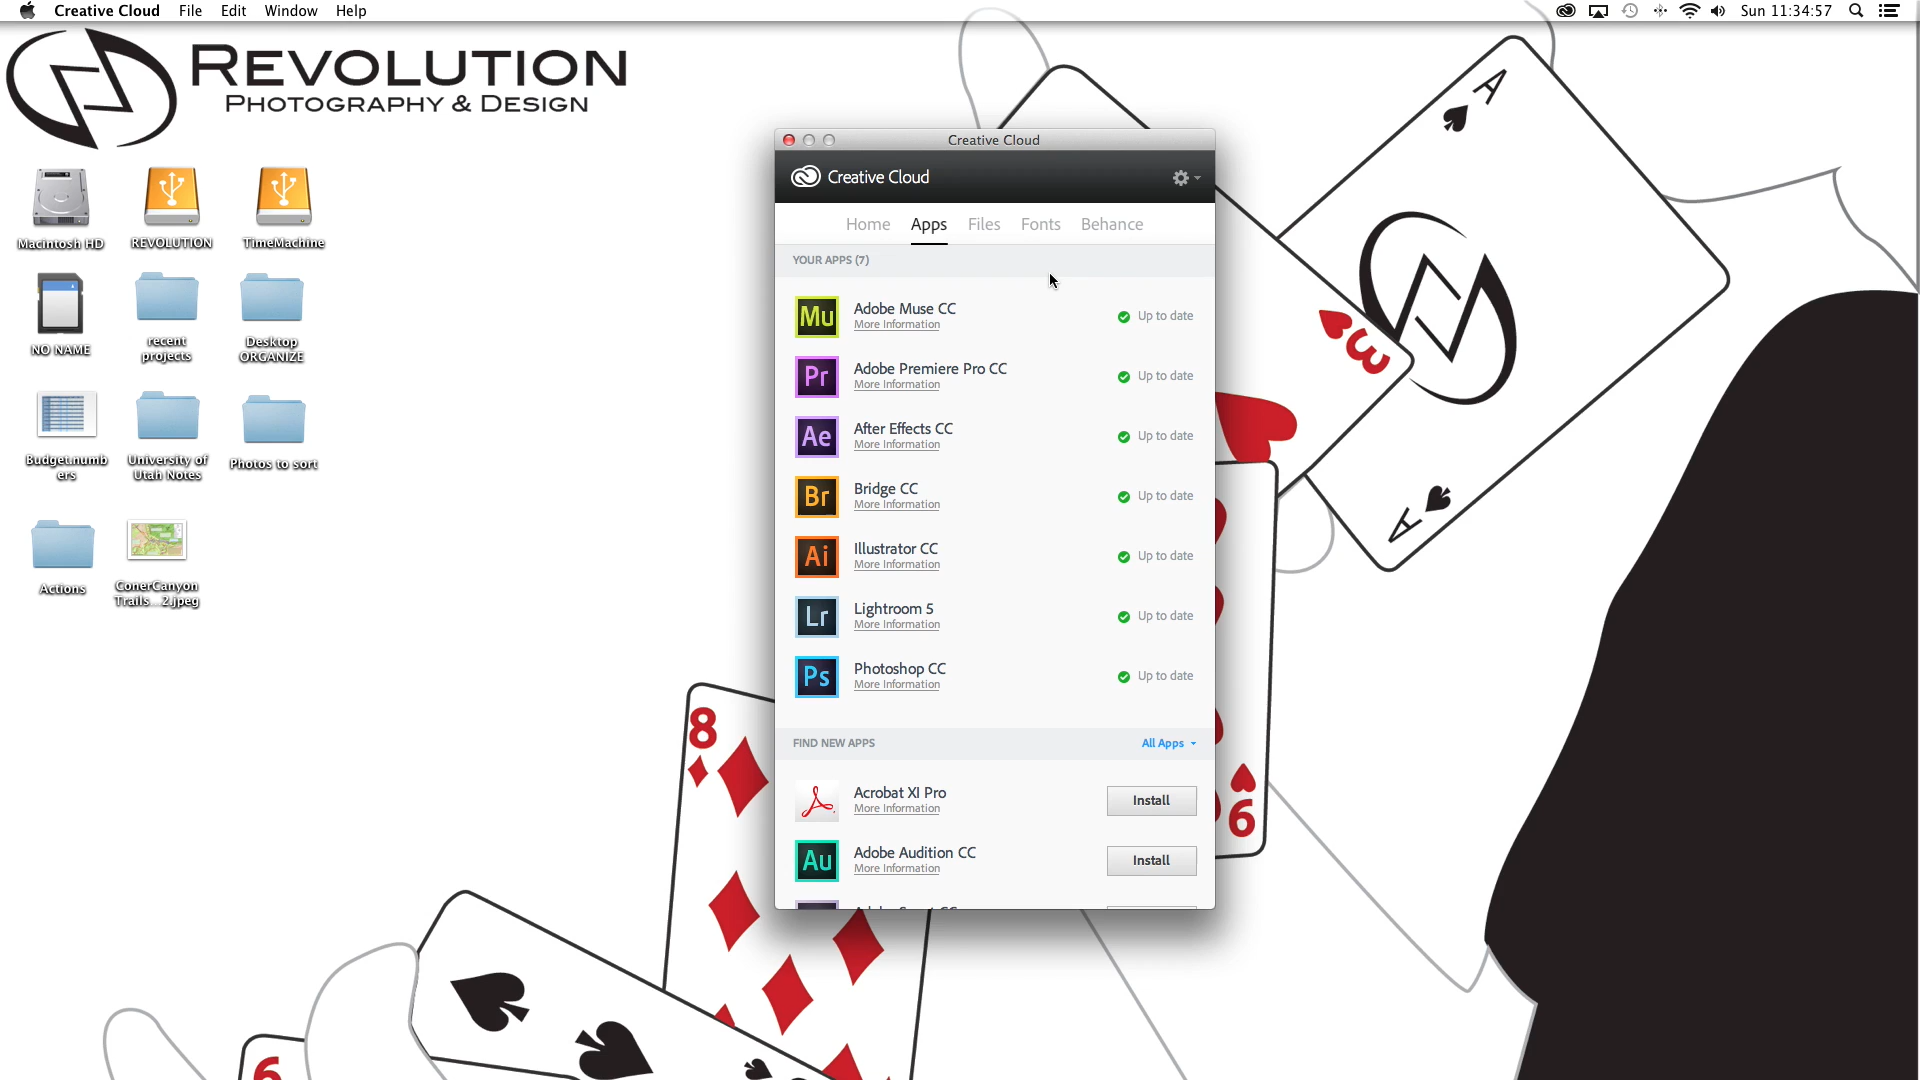 Creative Cloud File Edit Window Help
Sun 11:34:57
REVOLUTION
PHOTOGRAPHY & DESIGN
Macintosh HD
REVOLUTION
TimeMachine
NO NAME
recent
projects
Desktop
ORGANIZE
Budget.numb
ers
University of
Utah Notes
Photos to sort
Actions
ConerCanyon
Trails...2.jpeg
Creative Cloud
Creative Cloud
Home Apps Files Fonts Behance
YOUR APPS (7)
Mu
Adobe Muse CC
More Information
Up to date
Pr
Adobe Premiere Pro CC
More Information
Up to date
Ae
After Effects CC
More Information
Up to date
Br
Bridge CC
More Information
Up to date
Ai
Illustrator CC
More Information
Up to date
Lr
Lightroom 5
More Information
Up to date
Ps
Photoshop CC
More Information
Up to date
FIND NEW APPS
All Apps
Acrobat XI Pro
More Information
Install
Au
Adobe Audition CC
More Information
Install
A
3
A
8
9
6